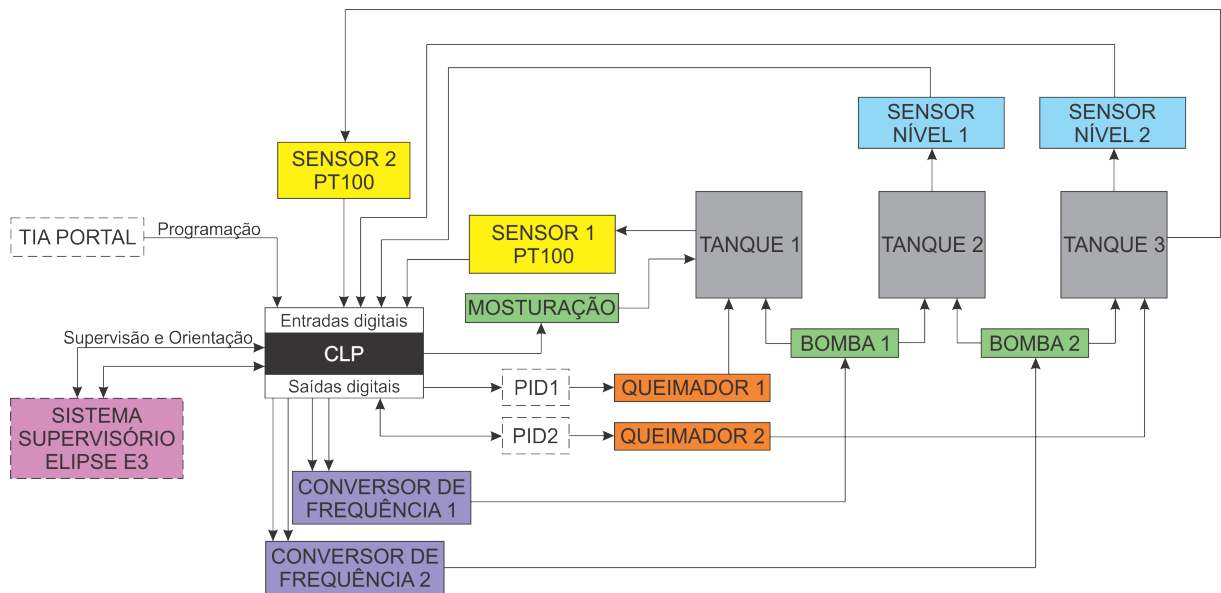 SENSOR
NÍVEL 1
SENSOR
NÍVEL 2
SENSOR 2
PT100
TIA PORTAL
Programação
SENSOR 1
PT100
TANQUE 1
TANQUE 2
TANQUE 3
MOSTURAÇÃO
Entradas digitais
Supervisão e Orientação
CLP
BOMBA 1
BOMBA 2
Saídas digitais
PID1
QUEIMADOR 1
SISTEMA
SUPERVISÓRIO
ELIPSE E3
PID2
QUEIMADOR 2
CONVERSOR DE
FREQUÊNCIA 1
CONVERSOR DE
FREQUÊNCIA 2